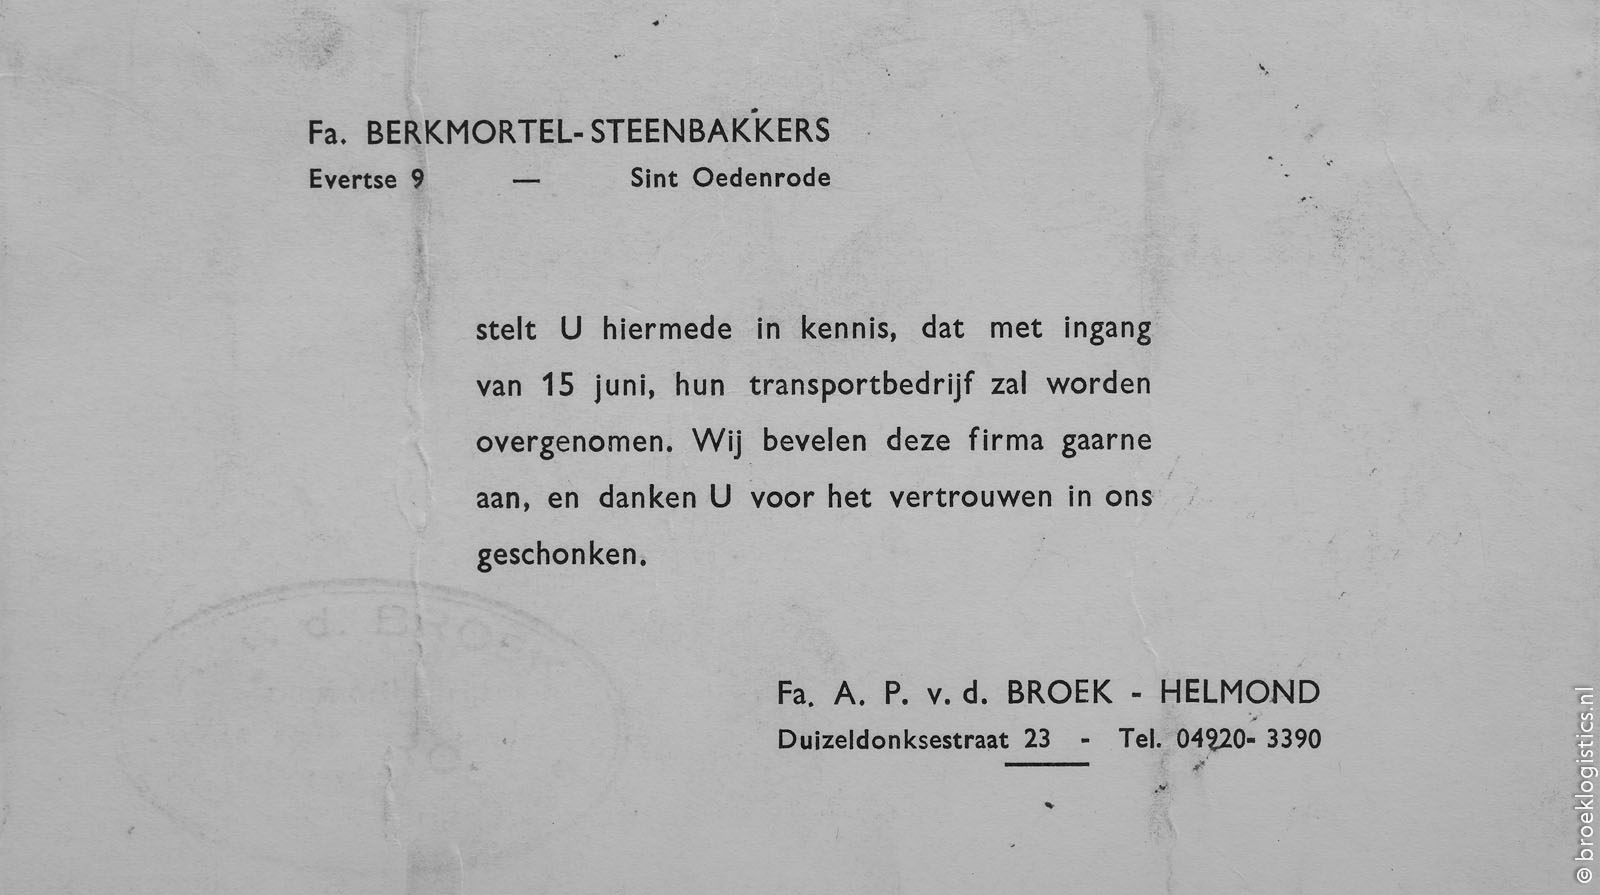 Fa. BERKMORTEL-STEENBAKKERS
Evertse 9 — Sint Oedenrode
stelt U hiermede in kennis, dat met ingang
van 15 juni, hun transportbedrijf zal worden
overgenomen. Wij bevelen deze firma gaarne
aan, en danken U voor het vertrouwen in ons
geschonken.
d. BROEK
Fa. A. P. v. d. BROEK - HELMOND
Duizeldonksestraat 23 - Tel. 04920-3390
© broeklogistics.nl